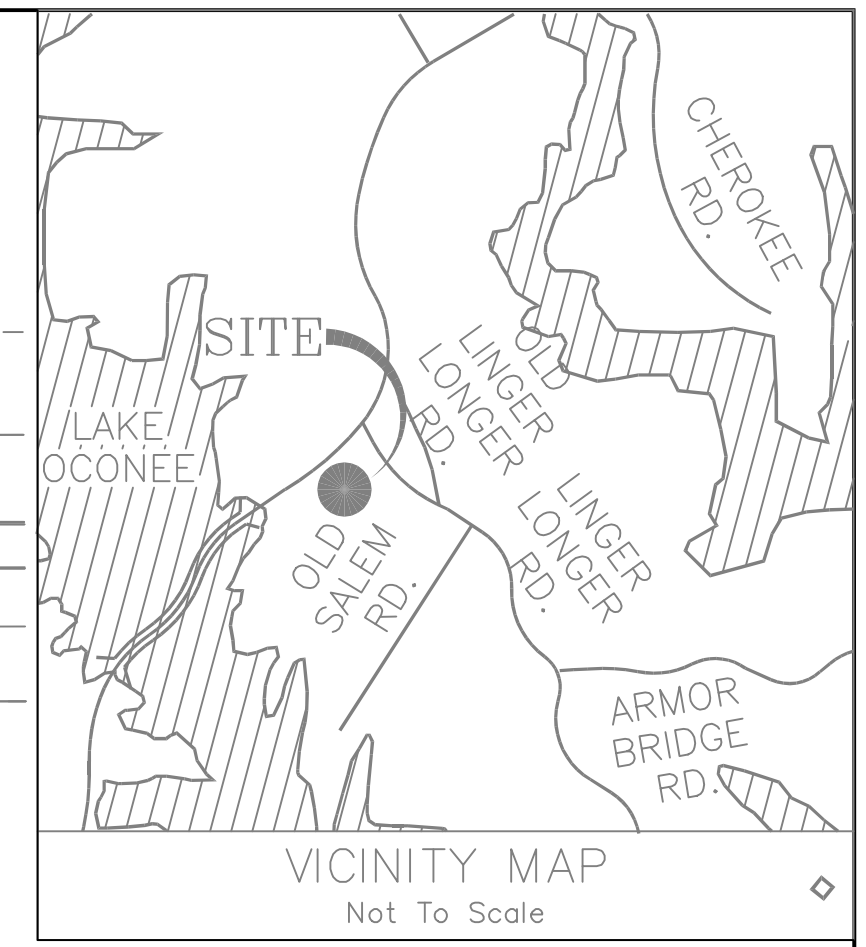 CHEROKEE
RD.
SITE
OLD
LINGER
LONGER
RD.
LAKE
OCONEE
LINGER
LONGER
RD.
OLD
SALEM
RD.
ARMOR
BRIDGE
RD.
VICINITY MAP
Not To Scale